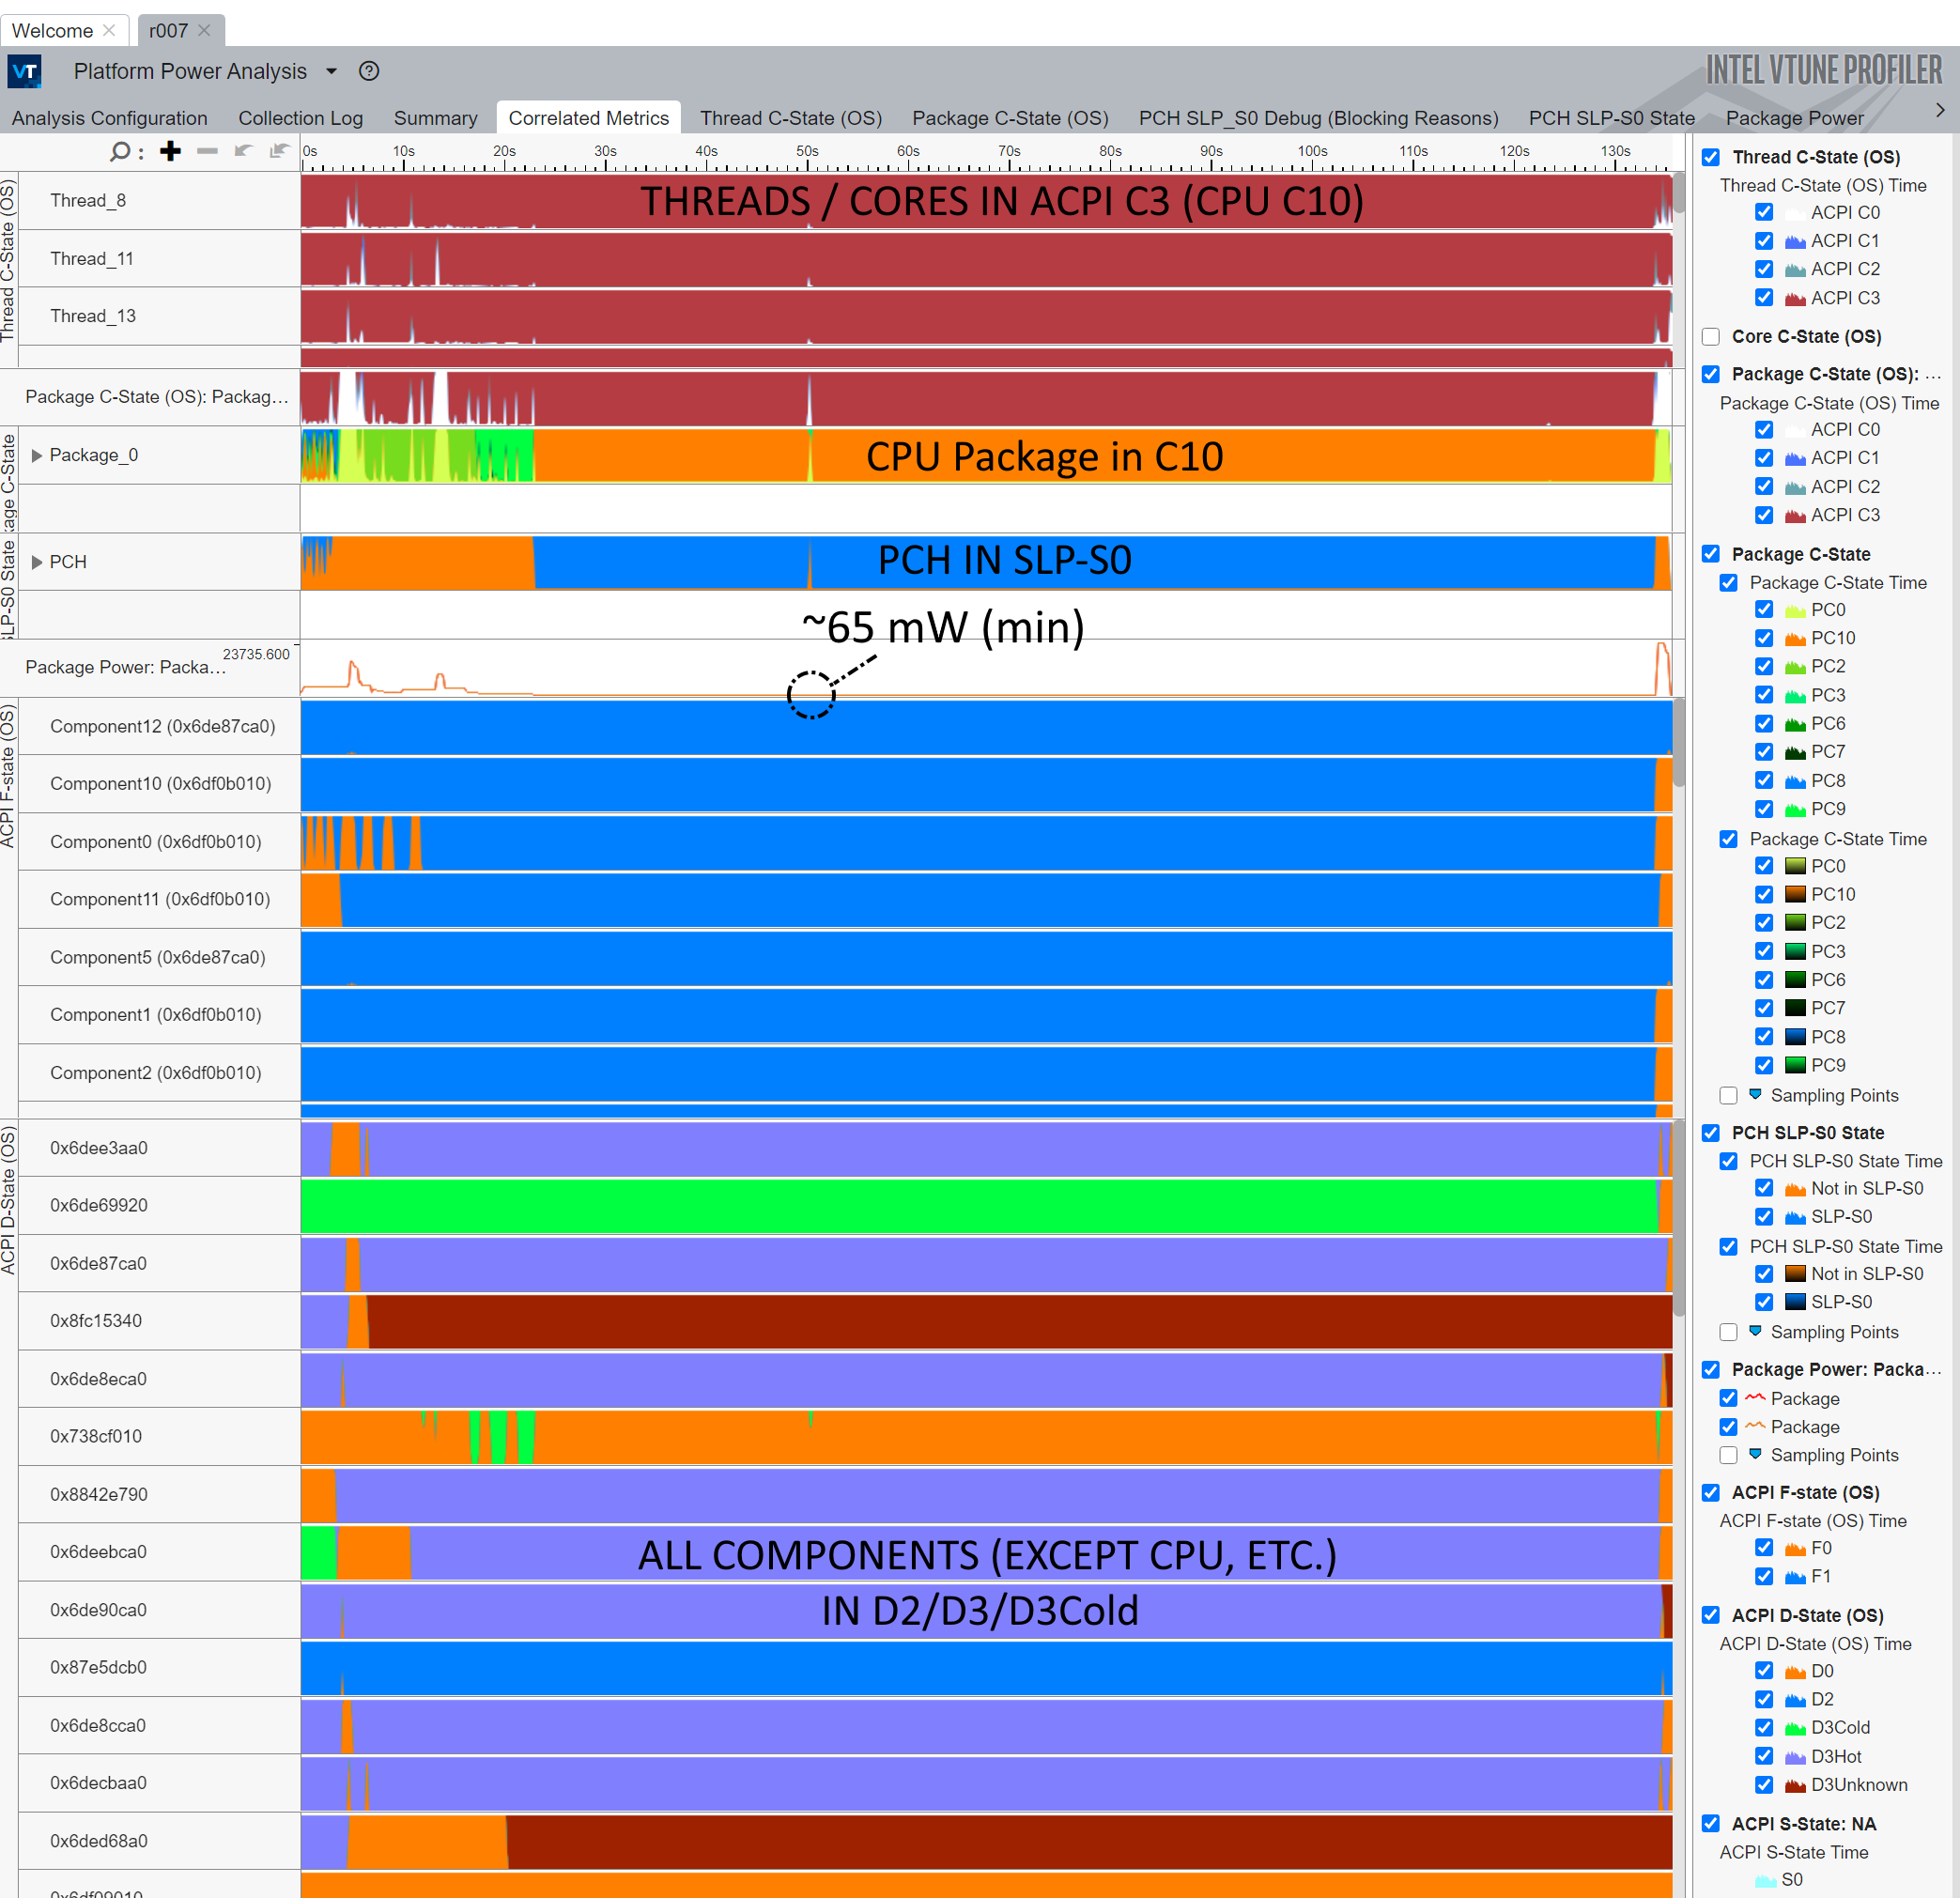 Welcome
r007
VT
Platform Power Analysis
INTEL VTUNE PROFILER
Analysis Configuration
Collection Log
Summary
Correlated Metrics
Thread C-State (OS)
Package C-State (OS)
PCH SLP_S0 Debug (Blocking Reasons)
PCH SLP-S0 State
Package Power
0s 10s 20s 30s 40s 50s 60s 70s 80s 90s 100s 110s 120s 130s
Thread C-State (OS)
Thread_8
THREADS / CORES IN ACPI C3 (CPU C10)
Thread_11
Thread_13
Package C-State (OS): Packag...
kage C-State
Package_0
CPU Package in C10
SLP-S0 State
PCH
PCH IN SLP-S0
~65 mW (min)
Package Power: Packa...
23735.600
ACPI F-state (OS)
Component12 (0x6de87ca0)
Component10 (0x6df0b010)
Component0 (0x6df0b010)
Component11 (0x6df0b010)
Component5 (0x6de87ca0)
Component1 (0x6df0b010)
Component2 (0x6df0b010)
ACPI D-State (OS)
0x6dee3aa0
0x6de69920
0x6de87ca0
0x8fc15340
0x6de8eca0
0x738cf010
0x8842e790
0x6deebca0
ALL COMPONENTS (EXCEPT CPU, ETC.)
0x6de90ca0
IN D2/D3/D3Cold
0x87e5dcb0
0x6de8cca0
0x6decbaa0
0x6ded68a0
0x6df09010
Thread C-State (OS)
Thread C-State (OS) Time
ACPI C0
ACPI C1
ACPI C2
ACPI C3
Core C-State (OS)
Package C-State (OS): ...
Package C-State (OS) Time
ACPI C0
ACPI C1
ACPI C2
ACPI C3
Package C-State
Package C-State Time
PC0
PC10
PC2
PC3
PC6
PC7
PC8
PC9
Package C-State Time
PC0
PC10
PC2
PC3
PC6
PC7
PC8
PC9
Sampling Points
PCH SLP-S0 State
PCH SLP-S0 State Time
Not in SLP-S0
SLP-S0
PCH SLP-S0 State Time
Not in SLP-S0
SLP-S0
Sampling Points
Package Power: Packa...
Package
Package
Sampling Points
ACPI F-state (OS)
ACPI F-state (OS) Time
F0
F1
ACPI D-State (OS)
ACPI D-State (OS) Time
D0
D2
D3Cold
D3Hot
D3Unknown
ACPI S-State: NA
ACPI S-State Time
S0